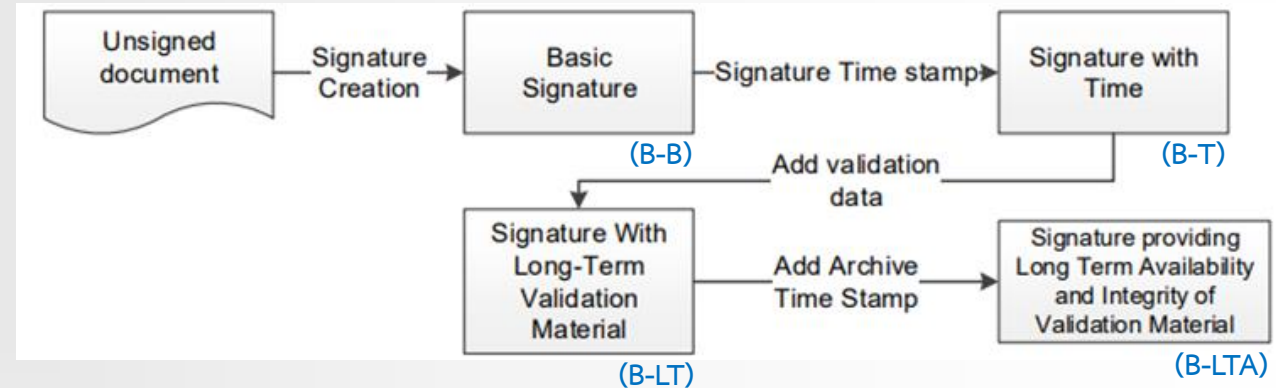 Unsigned
document
Signature
Creation
Basic
Signature
(B-B)
Signature Time stamp
Signature with
Time
(B-T)
Add validation
data
Signature With
Long-Term
Validation
Material
(B-LT)
Add Archive
Time Stamp
Signature providing
Long Term Availability
and Integrity of
Validation Material
(B-LTA)